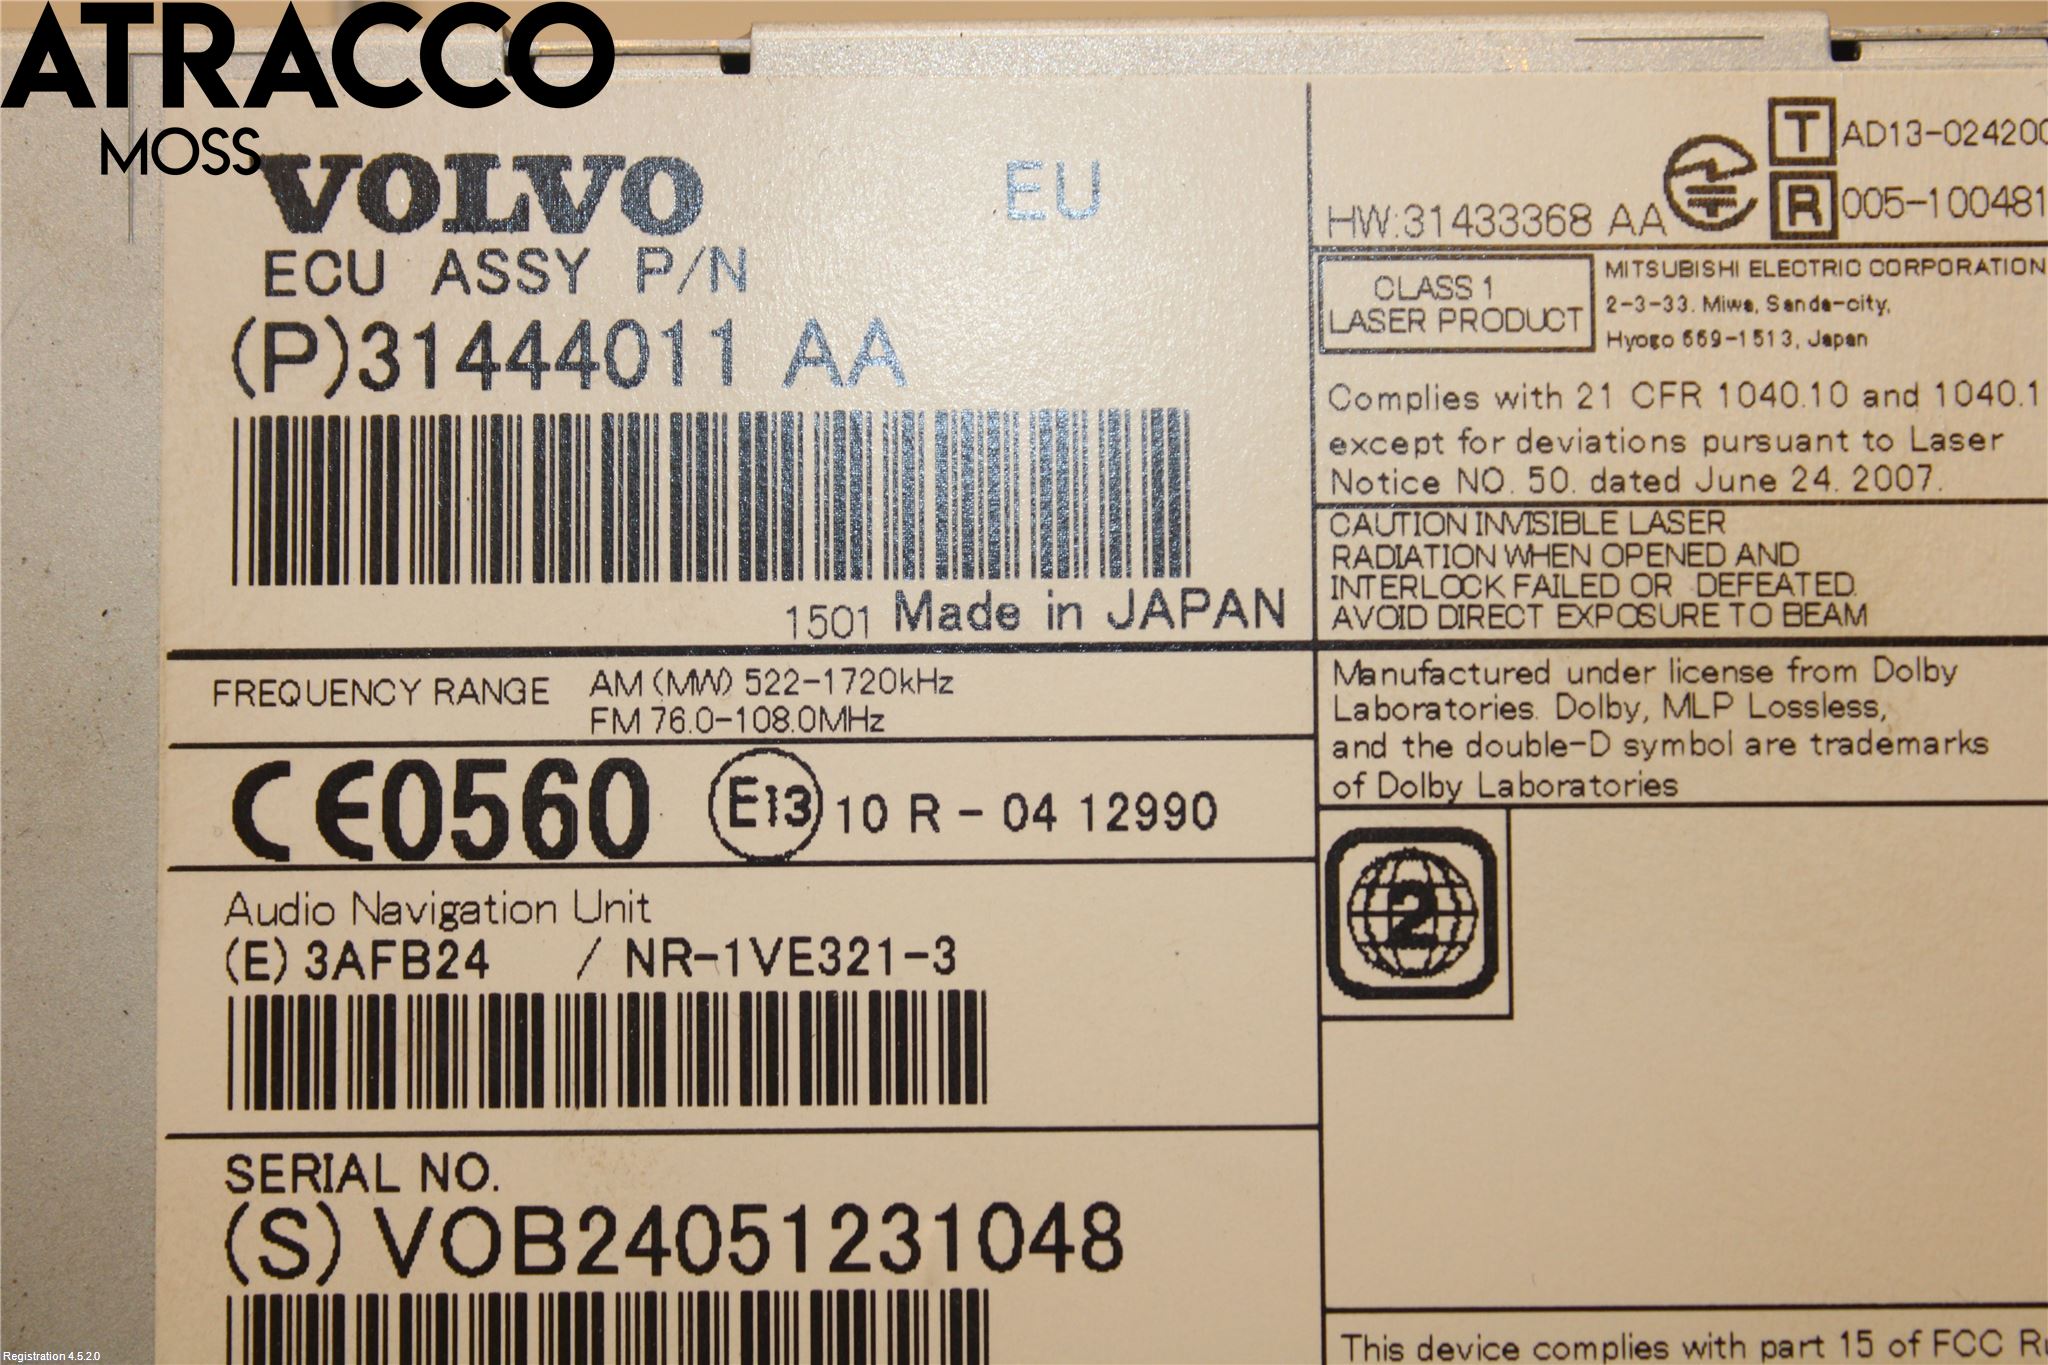 ATRACCO
MOSS
VOLVO EU
ECU ASSY P/N
(P)31444011 AA
1501 Made in JAPAN
FREQUENCY RANGE AM (MW) 522-1720kHz
FM 76.0-108.0MHz
CE0560 E13 10 R - 04 12990
Audio Navigation Unit
(E) 3AFB24 / NR-1VE321-3
SERIAL NO.
(S) VOB24051231048
HW:31433368 AA
T AD13-024200
R 005-100481
CLASS 1
LASER PRODUCT
MITSUBISHI ELECTRIC CORPORATION
2-3-33. Miwa, Sanda-city,
Hyogo 669-1513, Japan
Complies with 21 CFR 1040.10 and 1040.1
except for deviations pursuant to Laser
Notice NO. 50. dated June 24. 2007.
CAUTION INVISIBLE LASER
RADIATION WHEN OPENED AND
INTERLOCK FAILED OR DEFEATED.
AVOID DIRECT EXPOSURE TO BEAM
Manufactured under license from Dolby
Laboratories. Dolby, MLP Lossless,
and the double-D symbol are trademarks
of Dolby Laboratories
2
This device complies with part 15 of FCC
Registration 4.5.2.0